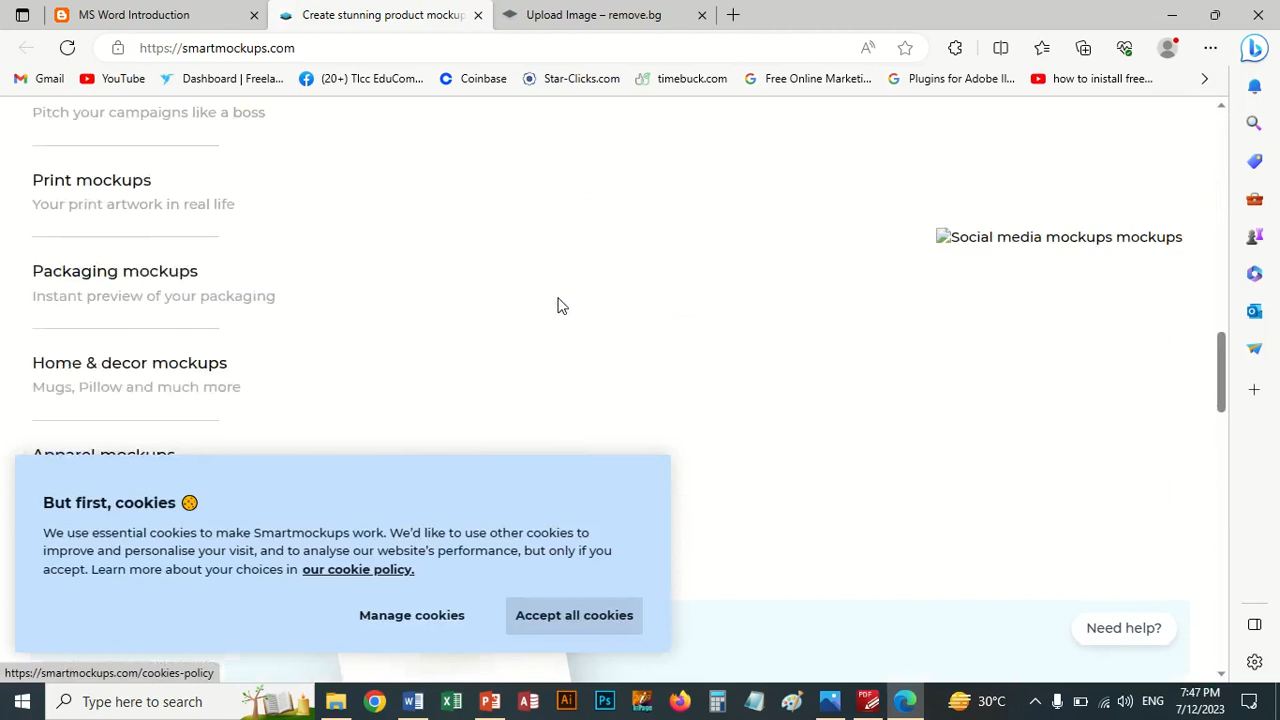 MS Word Introduction
Create stunning product mockup
Upload Image – remove.bg
https://smartmockups.com
Gmail
YouTube
Dashboard | Freela...
(20+) Tlcc EduCom...
Coinbase
Star-Clicks.com
timebuck.com
Free Online Marketi...
Plugins for Adobe Il...
how to inistall free...
Pitch your campaigns like a boss
Print mockups
Your print artwork in real life
Social media mockups mockups
Packaging mockups
Instant preview of your packaging
Home & decor mockups
Mugs, Pillow and much more
Apparel mockups
But first, cookies
We use essential cookies to make Smartmockups work. We'd like to use other cookies to
improve and personalise your visit, and to analyse our website's performance, but only if you
accept. Learn more about your choices in our cookie policy.
Manage cookies
Accept all cookies
Need help?
https://smartmockups.com/cookies-policy
Type here to search
30°C
ENG
7:47 PM
7/12/2023